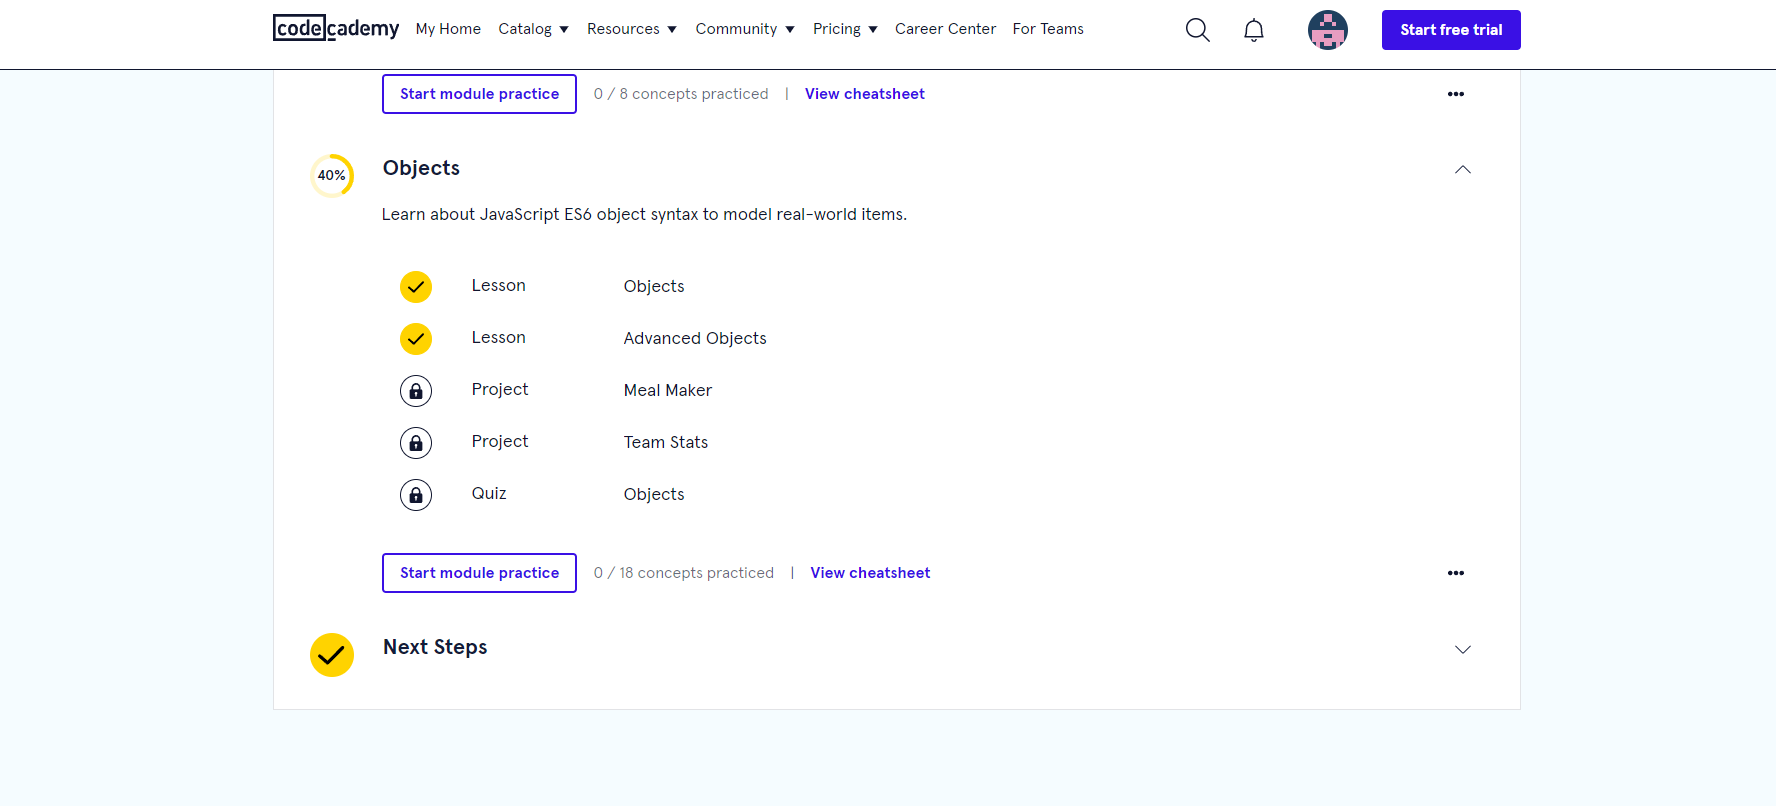 codecademy My Home Catalog Resources Community Pricing Career Center For Teams Start free trial
Start module practice 0 / 8 concepts practiced | View cheatsheet
40% Objects
Learn about JavaScript ES6 object syntax to model real-world items.
Lesson Objects
Lesson Advanced Objects
Project Meal Maker
Project Team Stats
Quiz Objects
Start module practice 0 / 18 concepts practiced | View cheatsheet
Next Steps